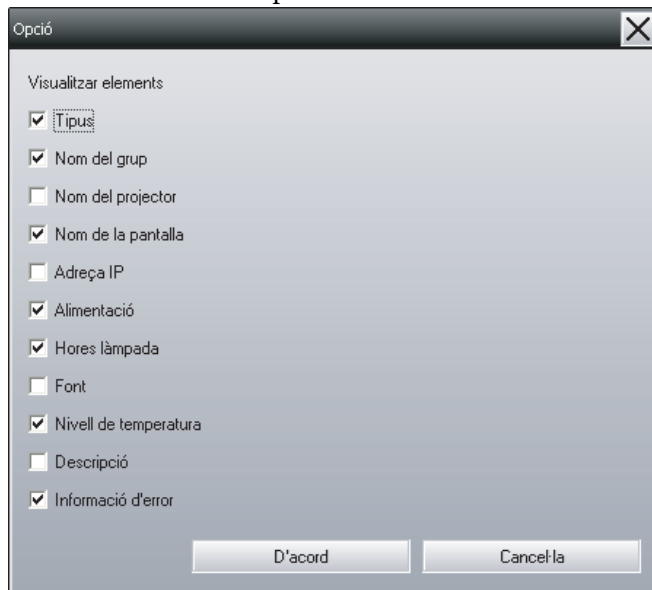 Opció
Visualitzar elements
Tipus
Nom del grup
Nom del projector
Nom de la pantalla
Adreça IP
Alimentació
Hores làmpada
Font
Nivell de temperatura
Descripció
Informació d'error
D'acord
Cancel·la